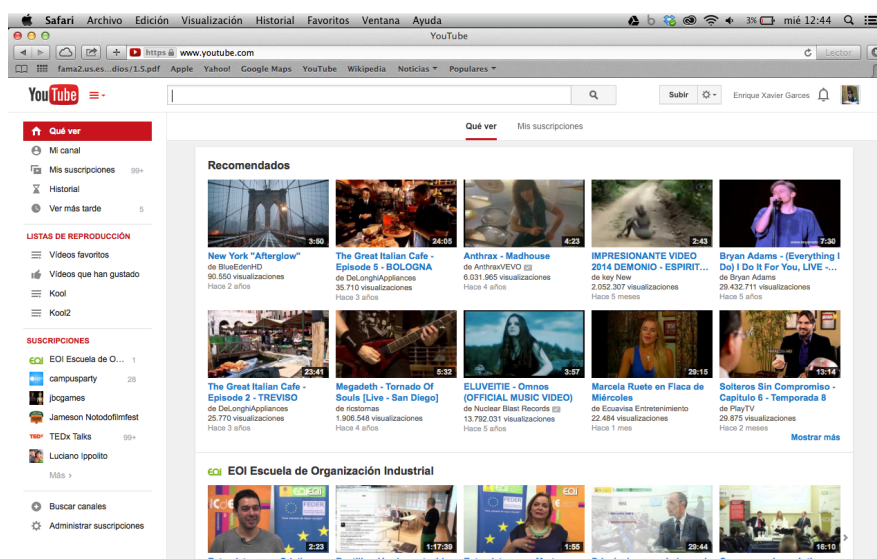 Safari Archivo Edición Visualización Historial Favoritos Ventana Ayuda 3% mié 12:44
YouTube
https www.youtube.com Lector
fama2.us.es...dios/1.5.pdf Apple Yahoo! Google Maps YouTube Wikipedia Noticias Populares
YouTube Subir Enrique Xavier Garces
Qué ver Mis suscripciones
Qué ver
Mi canal
Mis suscripciones 99+
Historial
Ver más tarde 5
LISTAS DE REPRODUCCIÓN
Vídeos favoritos
Vídeos que han gustado
Kool
Kool2
SUSCRIPCIONES
EOI EOI Escuela de O... 1
campusparty 28
jbcgames
Jameson Notodofilmfest
TEDx TEDx Talks 99+
Luciano Ippolito
Más ›
Buscar canales
Administrar suscripciones
Recomendados
3:50
New York "Afterglow"
de BlueEdenHD
90.550 visualizaciones
Hace 2 años
24:05
The Great Italian Cafe -
Episode 5 - BOLOGNA
de DeLonghiAppliances
35.710 visualizaciones
Hace 3 años
4:23
Anthrax - Madhouse
de AnthraxVEVO
6.031.965 visualizaciones
Hace 4 años
2:43
IMPRESIONANTE VIDEO
2014 DEMONIO - ESPIRIT...
de key New
2.052.307 visualizaciones
Hace 5 meses
7:30
Bryan Adams - (Everything I
Do) I Do It For You, LIVE -...
de Bryan Adams
29.432.711 visualizaciones
Hace 5 años
23:41
The Great Italian Cafe -
Episode 2 - TREVISO
de DeLonghiAppliances
25.770 visualizaciones
Hace 3 años
5:32
Megadeth - Tornado Of
Souls [Live - San Diego]
de ricstornas
1.906.548 visualizaciones
Hace 4 años
3:57
ELUVEITIE - Omnos
(OFFICIAL MUSIC VIDEO)
de Nuclear Blast Records
13.792.031 visualizaciones
Hace 5 años
29:15
Marcela Ruete en Flaca de
Miércoles
de Ecuavisa Entretenimiento
22.484 visualizaciones
Hace 1 mes
13:14
Solteros Sin Compromiso -
Capitulo 6 - Temporada 8
de PlayTV
29.875 visualizaciones
Hace 2 meses
Mostrar más
EOI EOI Escuela de Organización Industrial
FEDER
2:23
1:17:39
EOI
FEDER
1:55
29:44
16:10